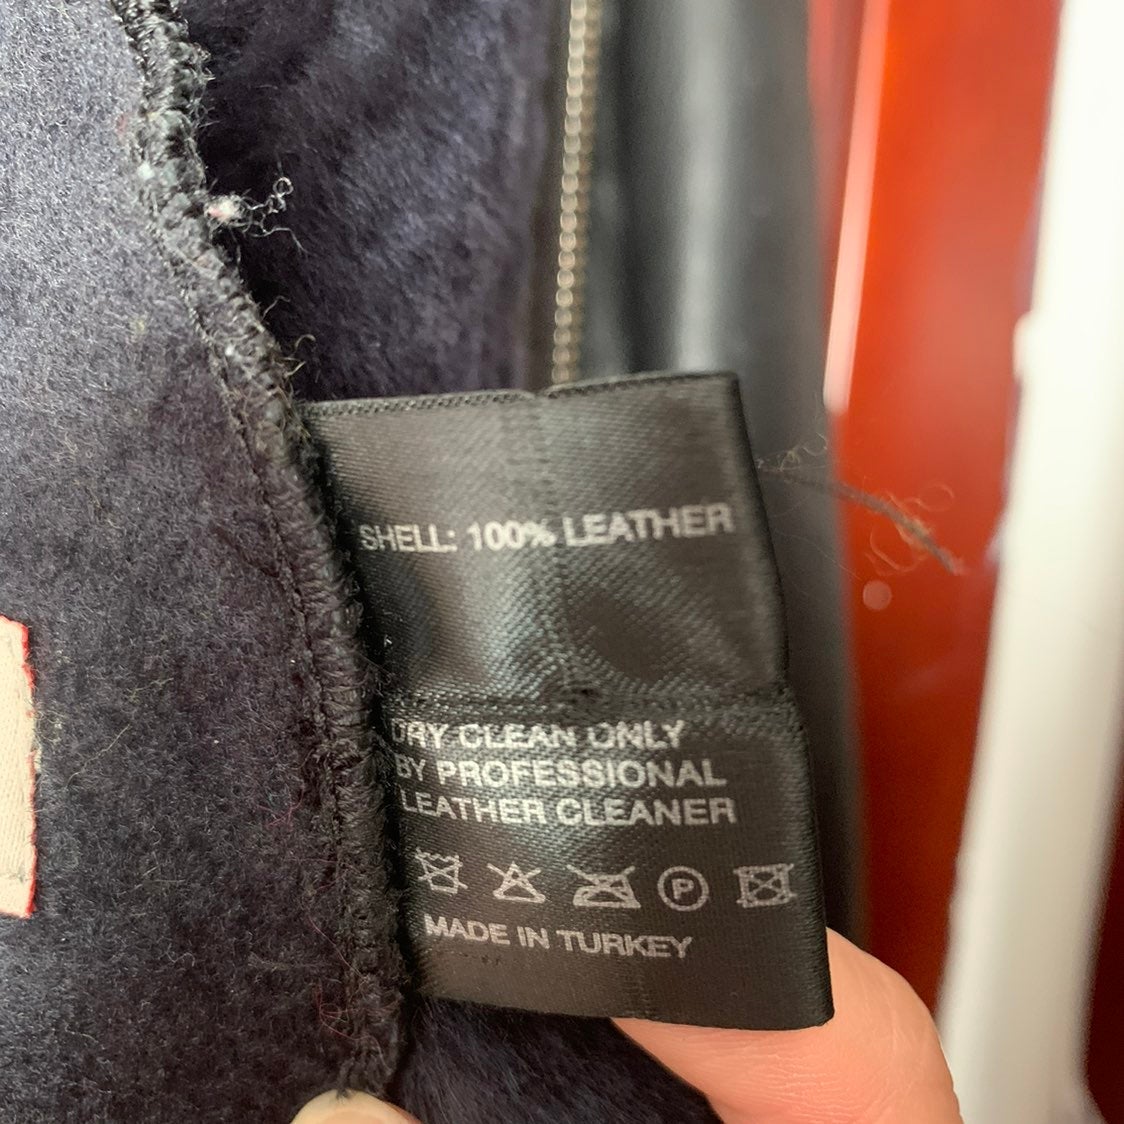 SHELL: 100% LEATHER
DRY CLEAN ONLY
BY PROFESSIONAL
LEATHER CLEANER
P
MADE IN TURKEY